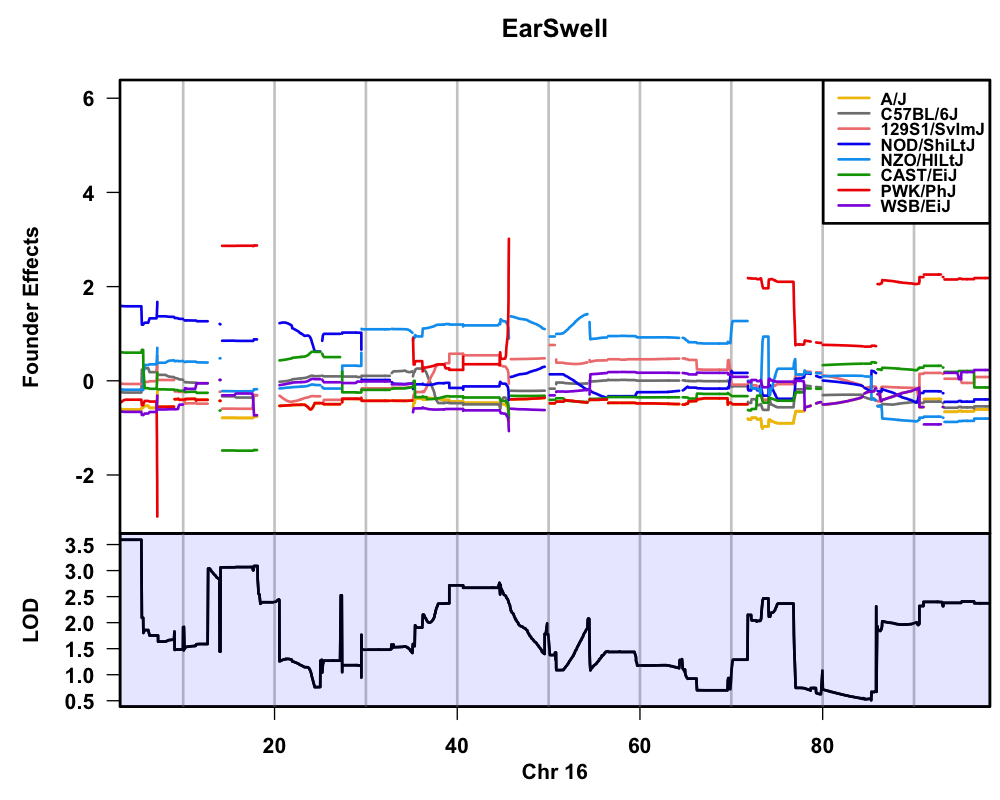 EarSwell
Founder Effects
6
4
2
0
-2
A/J
C57BL/6J
129S1/SvImJ
NOD/ShiLtJ
NZO/HlLtJ
CAST/EiJ
PWK/PhJ
WSB/EiJ
LOD
3.5
3.0
2.5
2.0
1.5
1.0
0.5
20
40
60
80
Chr 16